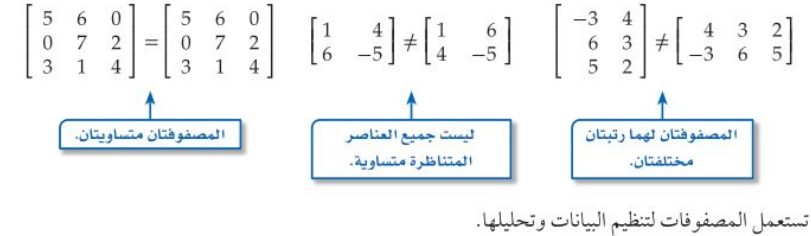 [5 6 0; 0 7 2; 3 1 4] = [5 6 0; 0 7 2; 3 1 4]
[1 4; 6 -5] ≠ [1 6; 4 -5]
[-3 4; 6 3; 5 2] ≠ [4 3 2; -3 6 5]
المصفوفتان متساويتان.
ليست جميع العناصر
المتناظرة متساوية.
المصفوفتان لهما رتبتان
مختلفتان.
تستعمل المصفوفات لتنظيم البيانات وتحليلها.